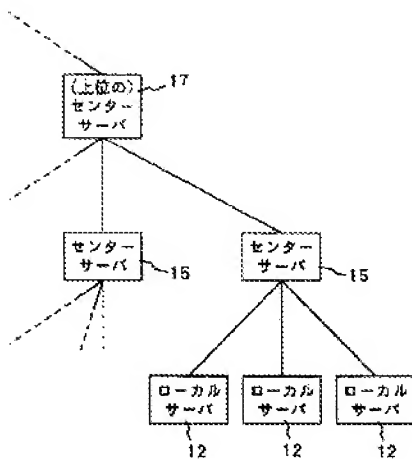 (上位の)
センター
サーバ
17
センター
サーバ
15
センター
サーバ
15
ローカル
サーバ
12
ローカル
サーバ
12
ローカル
サーバ
12